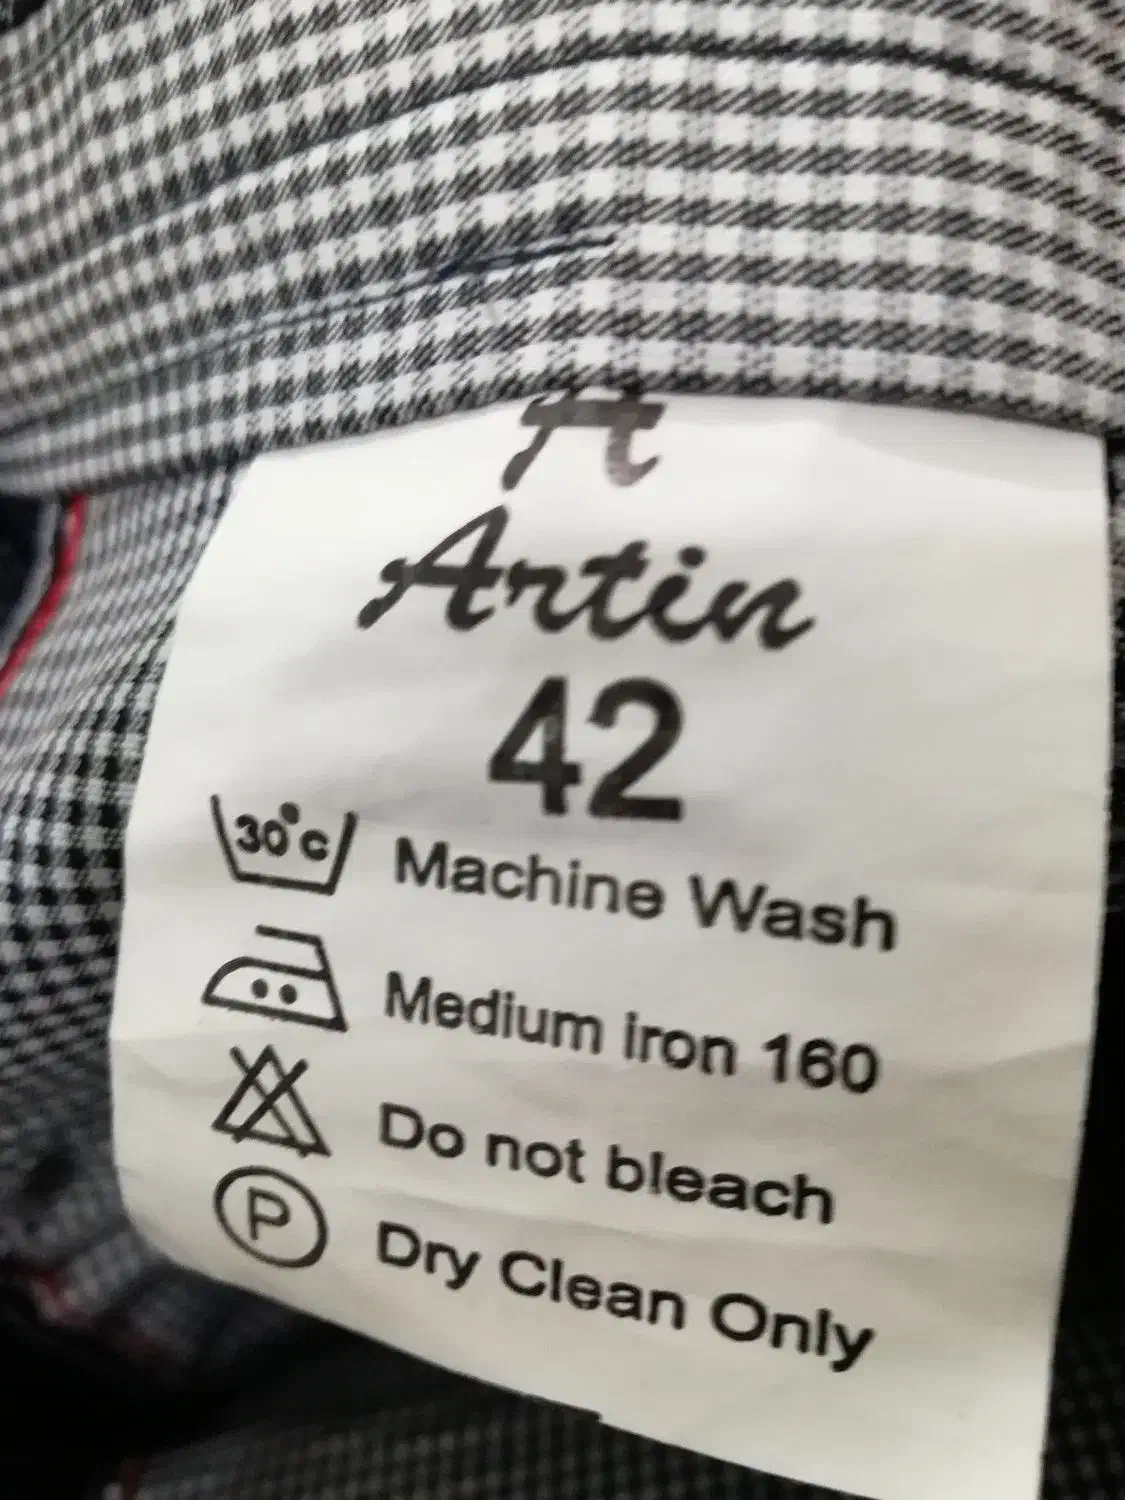 A
Artin
42
30°C Machine Wash
Medium iron 160
Do not bleach
P Dry Clean Only